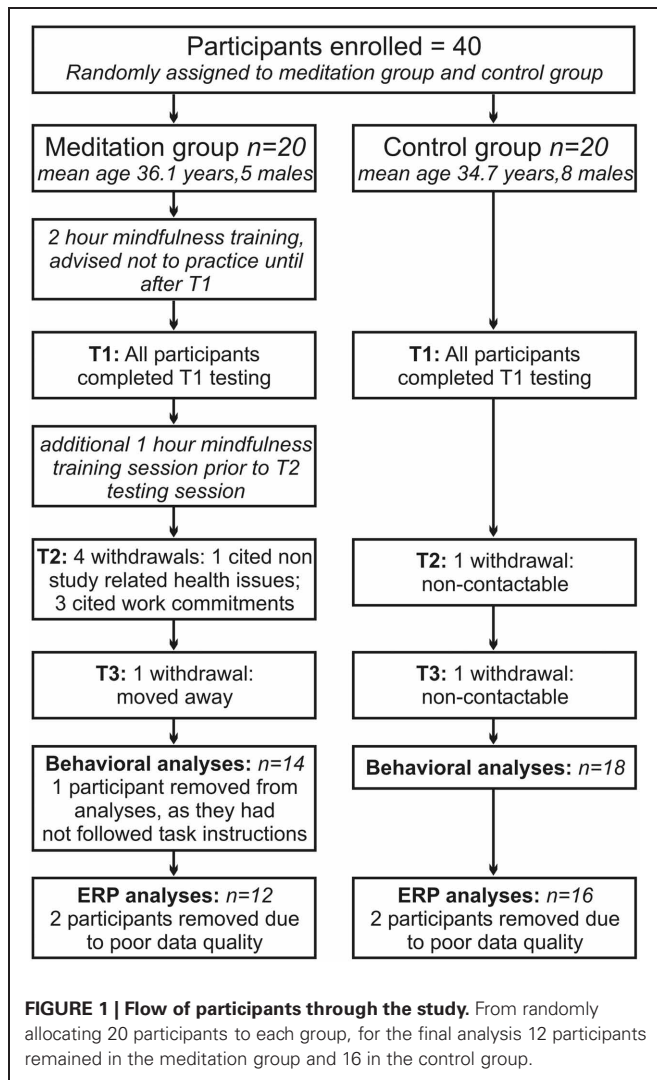 Participants enrolled = 40
Randomly assigned to meditation group and control group
Meditation group n=20
mean age 36.1 years,5 males
Control group n=20
mean age 34.7 years,8 males
2 hour mindfulness training,
advised not to practice until
after T1
T1: All participants
completed T1 testing
T1: All participants
completed T1 testing
additional 1 hour mindfulness
training session prior to T2
testing session
T2: 4 withdrawals: 1 cited non
study related health issues;
3 cited work commitments
T2: 1 withdrawal:
non-contactable
T3: 1 withdrawal:
moved away
T3: 1 withdrawal:
non-contactable
Behavioral analyses: n=14
1 participant removed from
analyses, as they had
not followed task instructions
Behavioral analyses: n=18
ERP analyses: n=12
2 participants removed due
to poor data quality
ERP analyses: n=16
2 participants removed due
to poor data quality
FIGURE 1 | Flow of participants through the study. From randomly
allocating 20 participants to each group, for the final analysis 12 participants
remained in the meditation group and 16 in the control group.